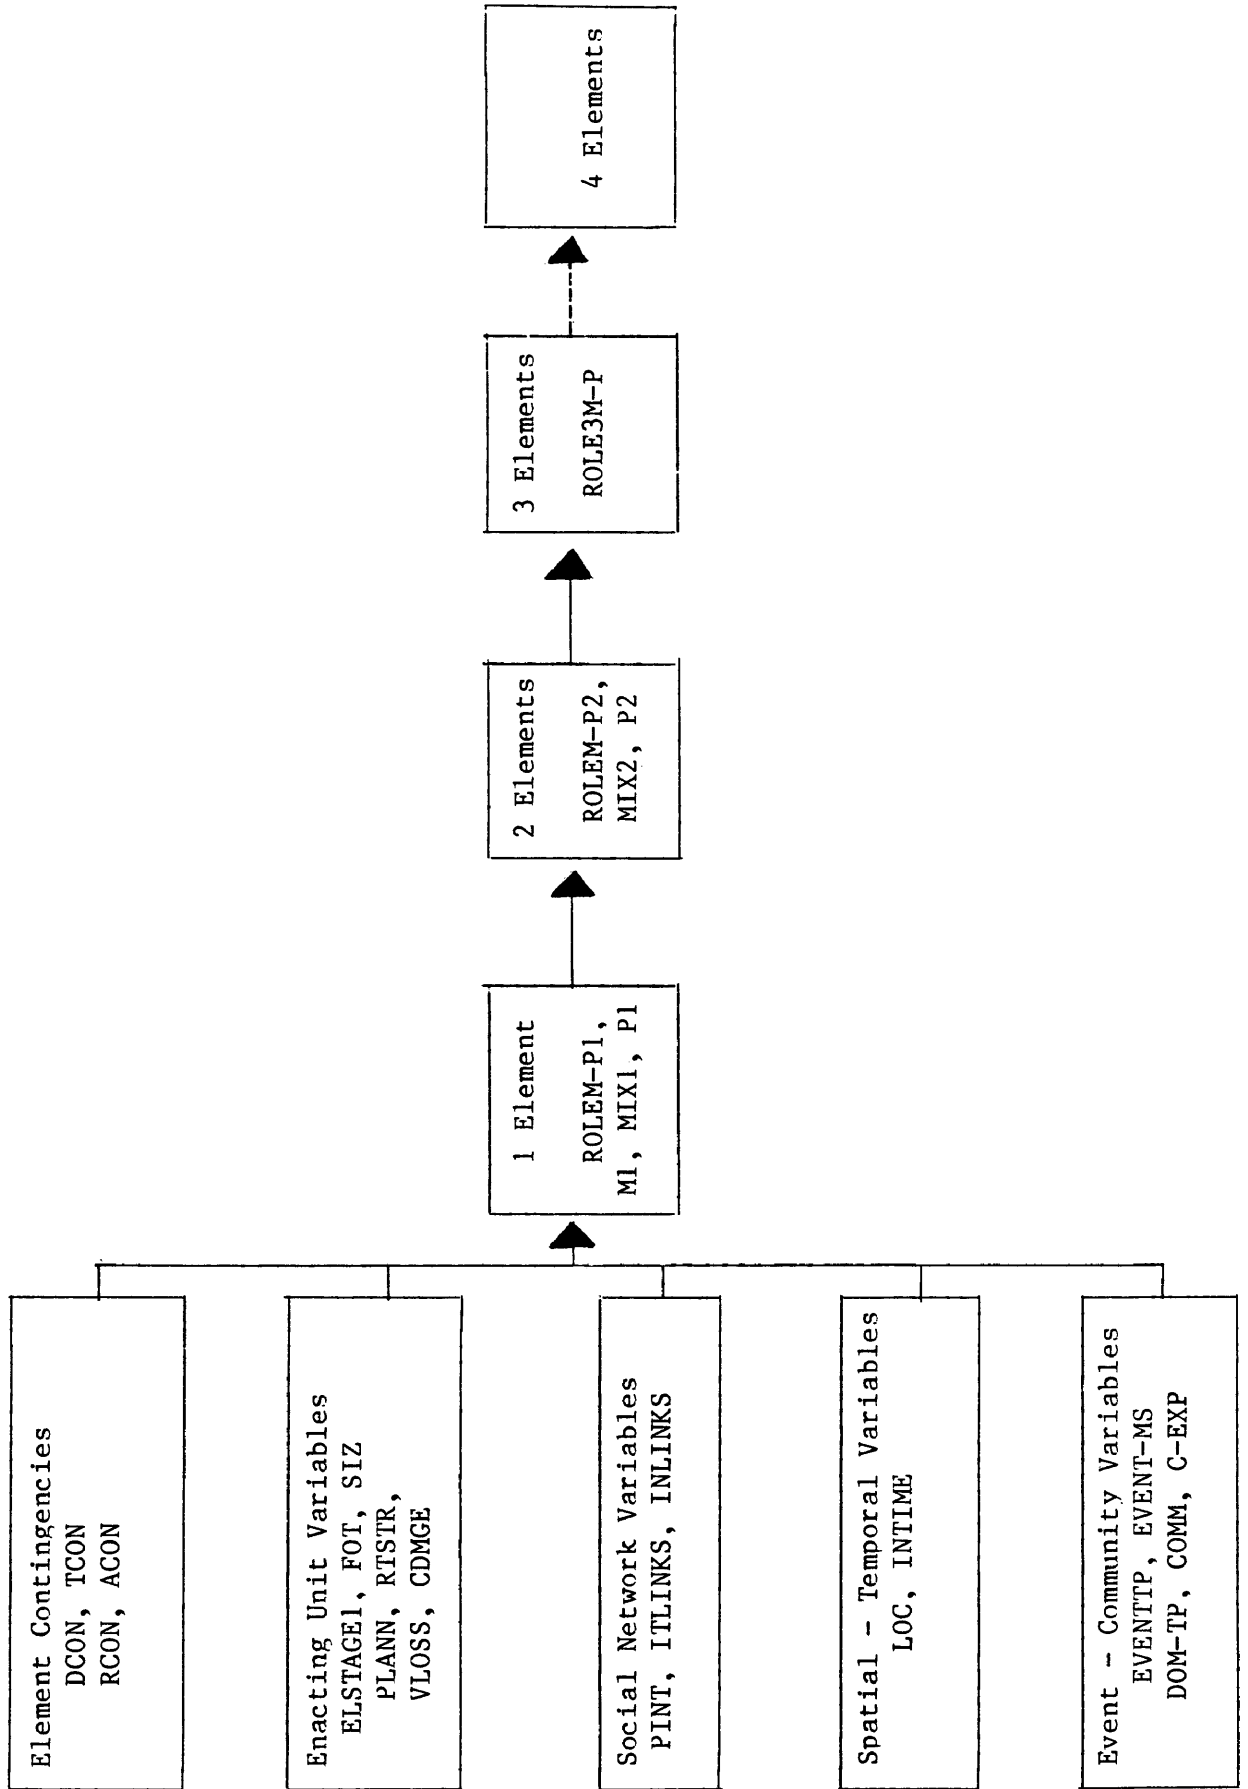 Element Contingencies
DCON, TCON
RCON, ACON
Enacting Unit Variables
ELSTAGE1, FOT, SIZ
PLANN, RTSTR,
VLOSS, CDMGE
Social Network Variables
PINT, ITLINKS, INLINKS
Spatial - Temporal Variables
LOC, INTIME
Event - Community Variables
EVENTTP, EVENT-MS
DOM-TP, COMM, C-EXP
1 Element
ROLEM-P1,
M1, MIX1, P1
2 Elements
ROLEM-P2,
MIX2, P2
3 Elements
ROLE3M-P
4 Elements